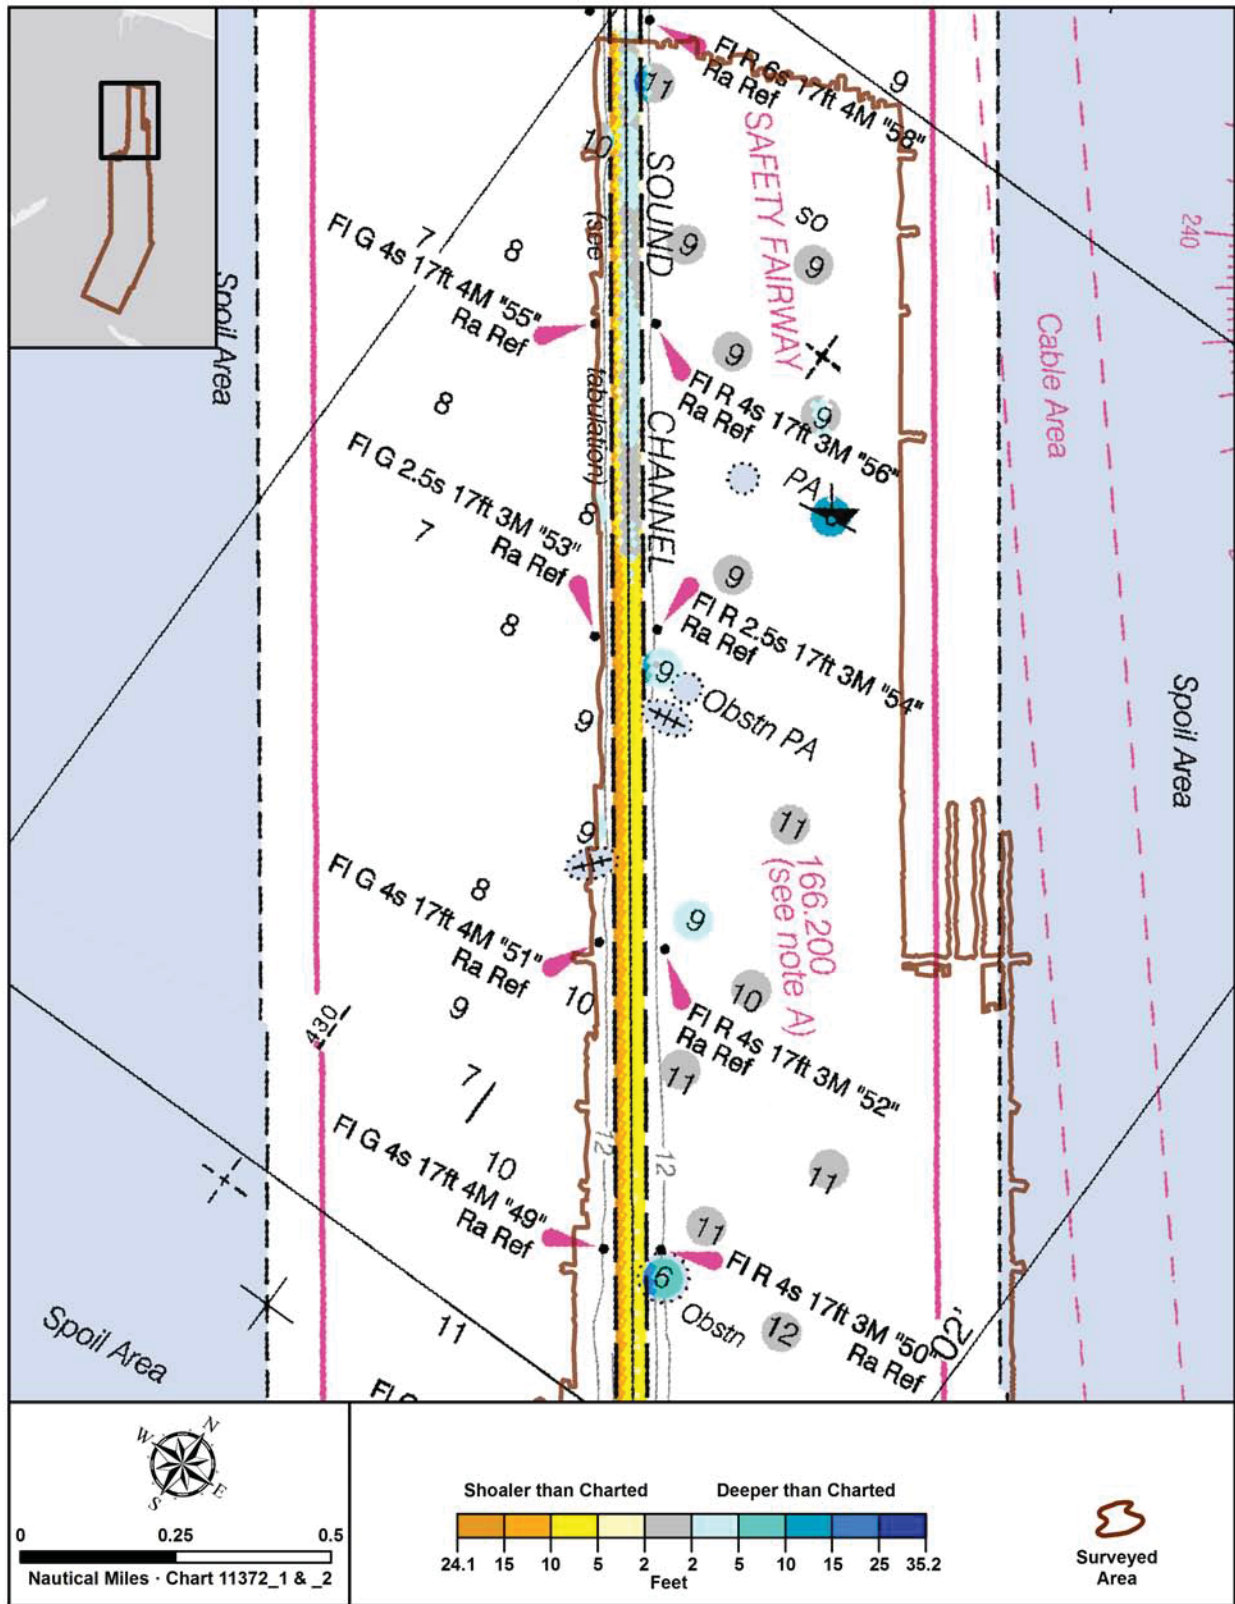 Fl R 6s 17ft 4M "58"
Ra Ref
9
11
10
SAFETY FAIRWAY
SOUND
(see
so
240
7
8
9
9
Fl G 4s 17ft 4M "55"
Ra Ref
Spoil Area
Cable Area
9
8
tabulation)
Fl R 4s 17ft 3M "56"
Ra Ref
9
CHANNEL
Fl G 2.5s 17ft 3M "53"
Ra Ref
PA
8
7
9
Fl R 2.5s 17ft 3M "54"
Ra Ref
8
9
Obstn PA
Spoil Area
9
11
9
166.200
(see note A)
8
9
Fl G 4s 17ft 4M "51"
Ra Ref
10
10
9
430
Fl R 4s 17ft 3M "52"
Ra Ref
7
11
12
12
Fl G 4s 17ft 4M "49"
Ra Ref
10
11
11
6
Fl R 4s 17ft 3M "50"
Ra Ref
Obstn
12
02'
Spoil Area
11
N
W
E
S
0 0.25 0.5
Nautical Miles · Chart 11372_1 & _2
Shoaler than Charted Deeper than Charted
24.1 15 10 5 2 2 5 10 15 25 35.2
Feet
Surveyed
Area